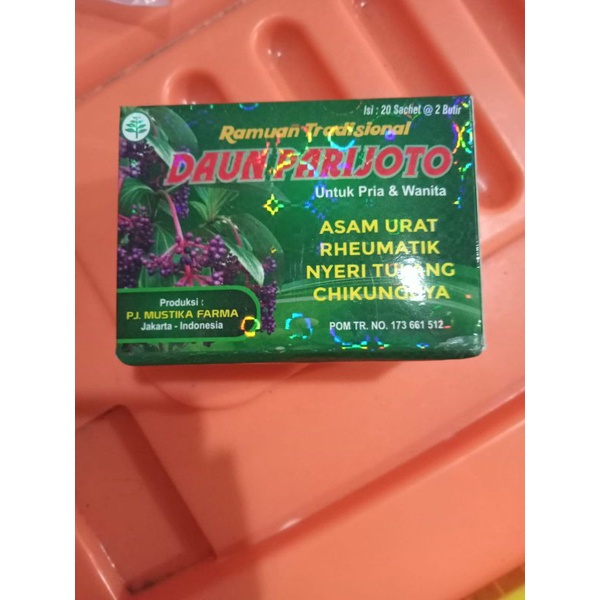 Isi : 20 Sachet @ 2 Butir
Ramuan Tradisional
DAUN PARIJOTO
Untuk Pria & Wanita
ASAM URAT
RHEUMATIK
NYERI TULANG
CHIKUNGUYA
Produksi :
P.J. MUSTIKA FARMA
Jakarta - Indonesia
POM TR. NO. 173 661 512